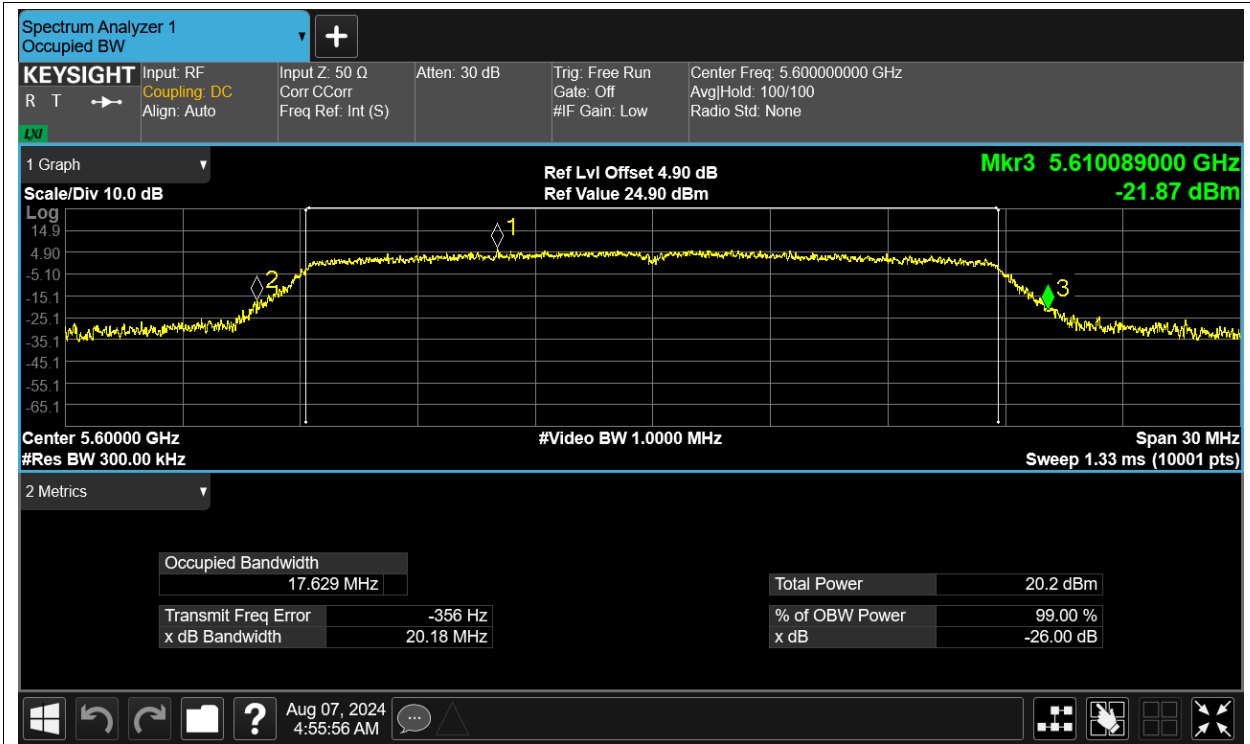 Spectrum Analyzer 1
Occupied BW
KEYSIGHT
R T
LXI
Input: RF
Coupling: DC
Align: Auto
Input Z: 50 Ω
Corr CCorr
Freq Ref: Int (S)
Atten: 30 dB
Trig: Free Run
Gate: Off
#IF Gain: Low
Center Freq: 5.600000000 GHz
Avg|Hold: 100/100
Radio Std: None
1 Graph
Scale/Div 10.0 dB
Ref Lvl Offset 4.90 dB
Ref Value 24.90 dBm
Mkr3 5.610089000 GHz
-21.87 dBm
Log
14.9
4.90
-5.10
-15.1
-25.1
-35.1
-45.1
-55.1
-65.1
1
2
3
Center 5.60000 GHz
#Res BW 300.00 kHz
#Video BW 1.0000 MHz
Span 30 MHz
Sweep 1.33 ms (10001 pts)
2 Metrics
Occupied Bandwidth
17.629 MHz
Transmit Freq Error -356 Hz
x dB Bandwidth 20.18 MHz
Total Power 20.2 dBm
% of OBW Power 99.00 %
x dB -26.00 dB
?
Aug 07, 2024
4:55:56 AM